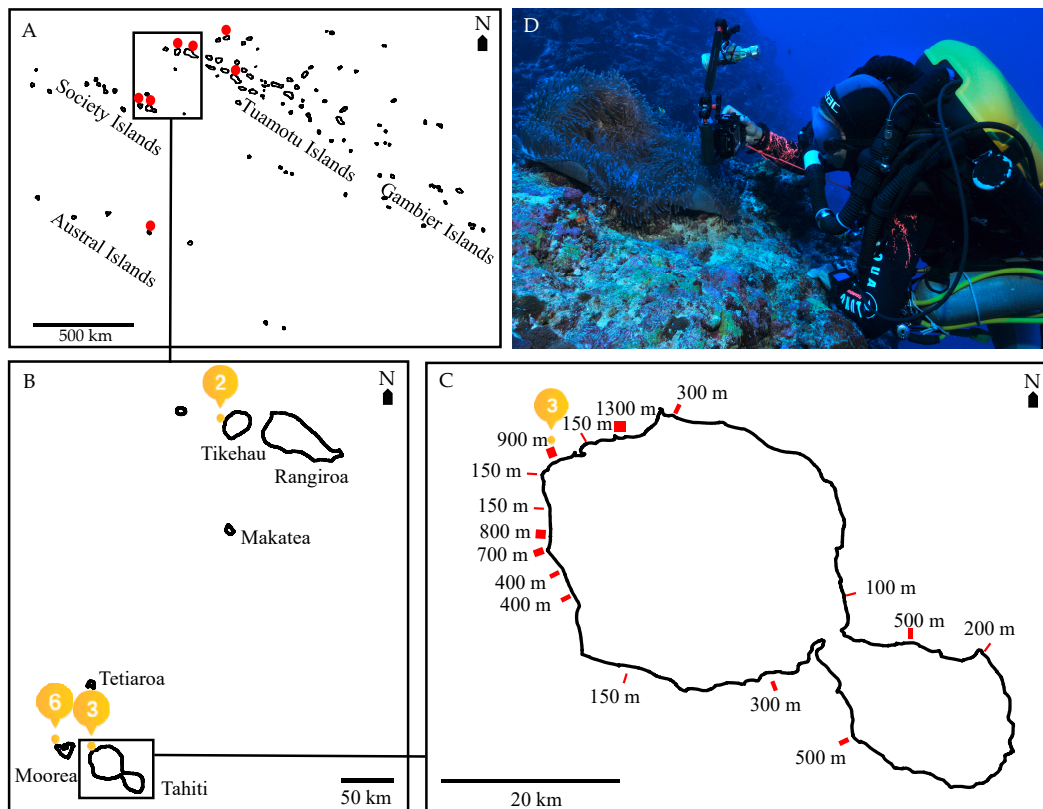 A
N
Society Islands
Tuamotu Islands
Gambier Islands
Austral Islands
500 km
D
B
N
2
Tikehau
Rangiroa
Makatea
Tetiaroa
6
3
Moorea
Tahiti
50 km
C
N
3
300 m
1300 m
150 m
900 m
150 m
150 m
800 m
700 m
400 m
400 m
100 m
500 m
200 m
150 m
300 m
500 m
20 km